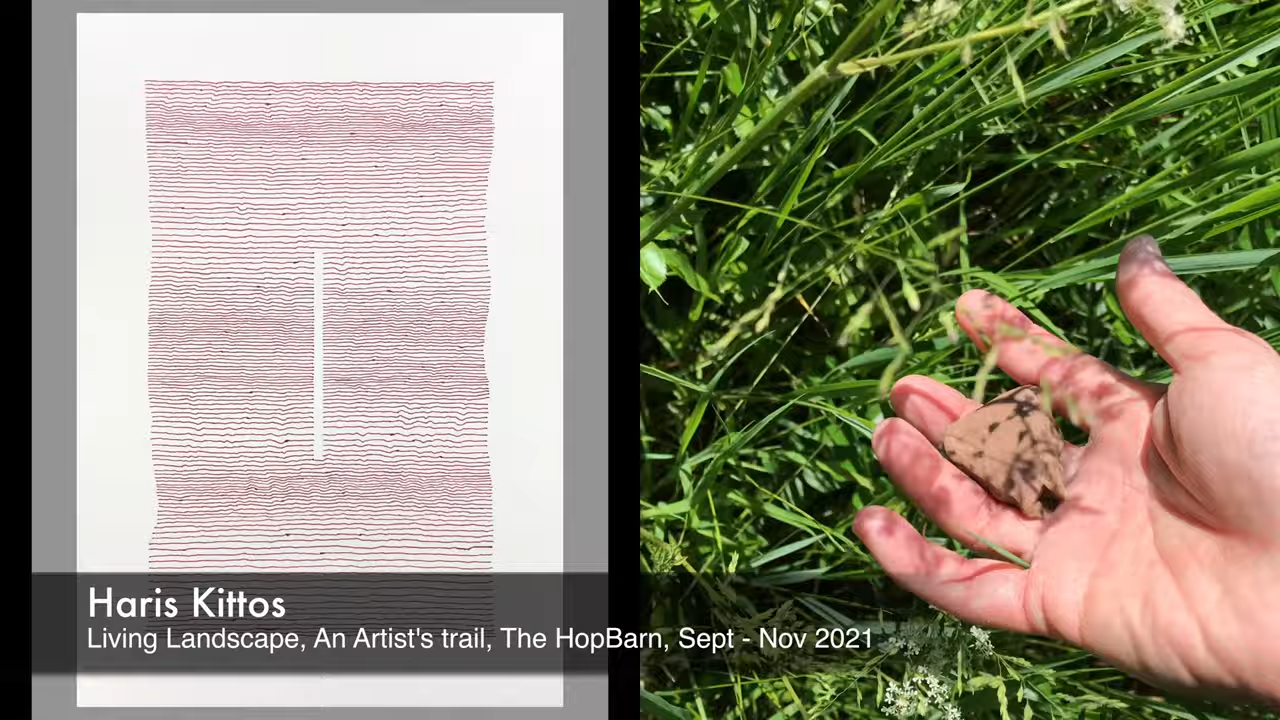 Haris Kittos
Living Landscape, An Artist's trail, The HopBarn, Sept - Nov 2021